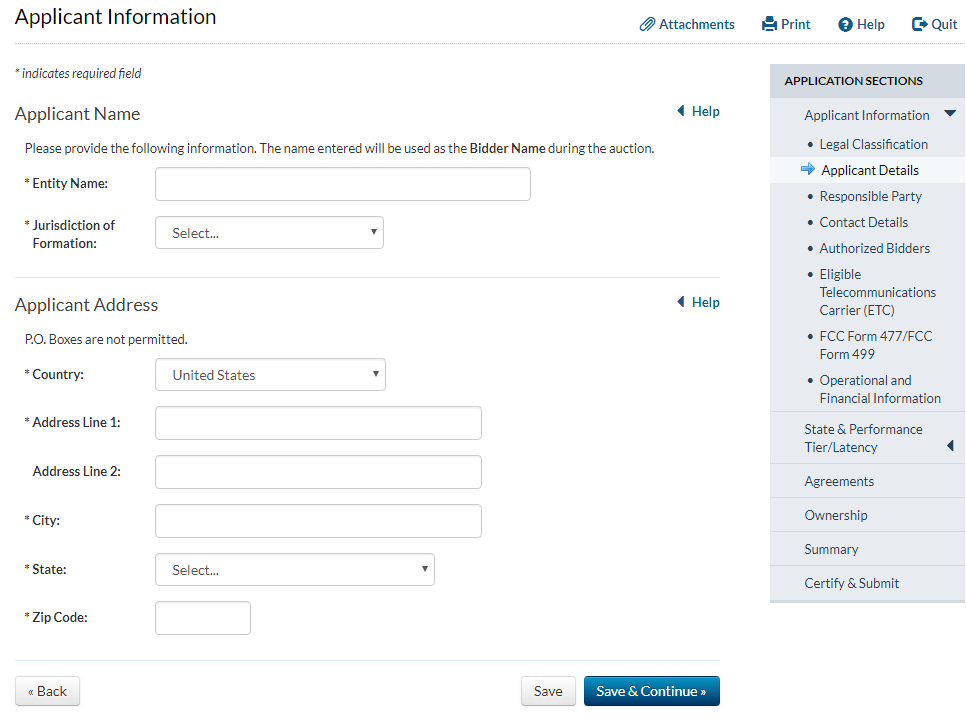 Applicant Information
Attachments Print Help Quit
* indicates required field
Applicant Name
Help
Please provide the following information. The name entered will be used as the Bidder Name during the auction.
* Entity Name:
* Jurisdiction of
Formation:
Select...
Applicant Address
Help
P.O. Boxes are not permitted.
* Country:
United States
* Address Line 1:
Address Line 2:
* City:
* State:
Select...
* Zip Code:
« Back
Save
Save & Continue »
APPLICATION SECTIONS
Applicant Information
• Legal Classification
Applicant Details
• Responsible Party
• Contact Details
• Authorized Bidders
• Eligible
Telecommunications
Carrier (ETC)
• FCC Form 477/FCC
Form 499
• Operational and
Financial Information
State & Performance
Tier/Latency
Agreements
Ownership
Summary
Certify & Submit